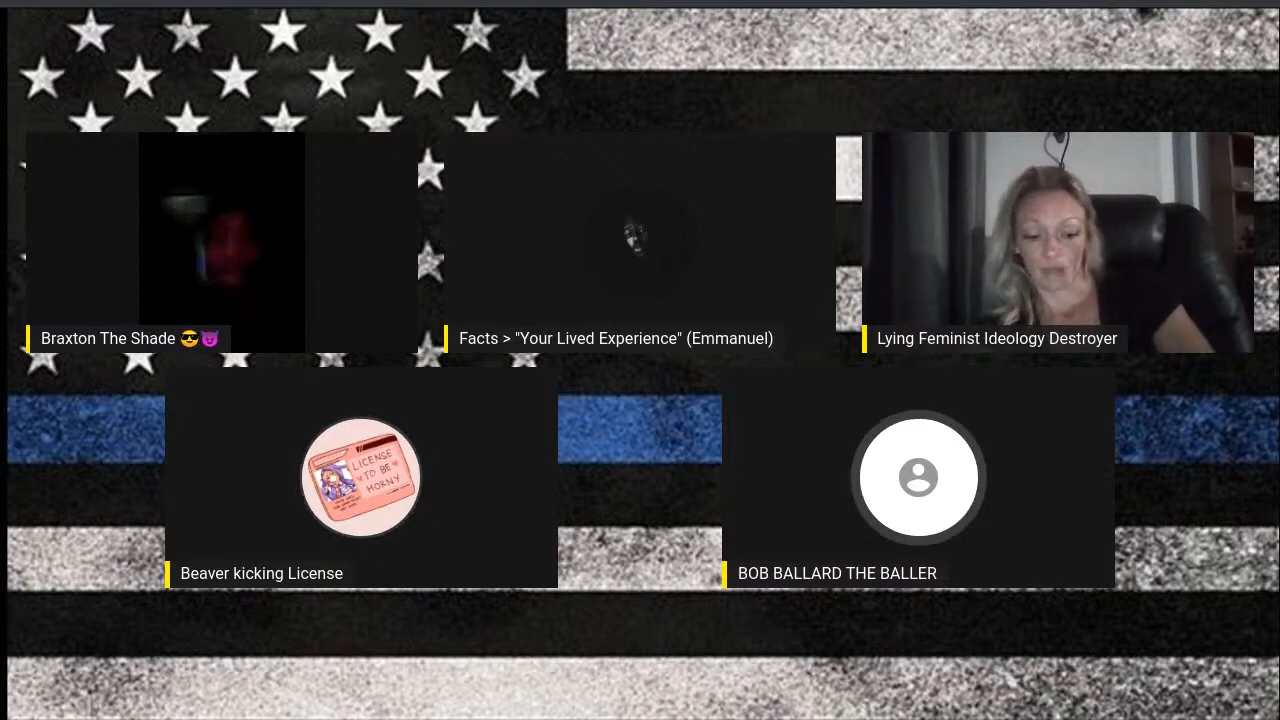 Braxton The Shade 😎😈
Facts > "Your Lived Experience" (Emmanuel)
Lying Feminist Ideology Destroyer
LICENSE
TO BE
HORNY
Beaver kicking License
BOB BALLARD THE BALLER